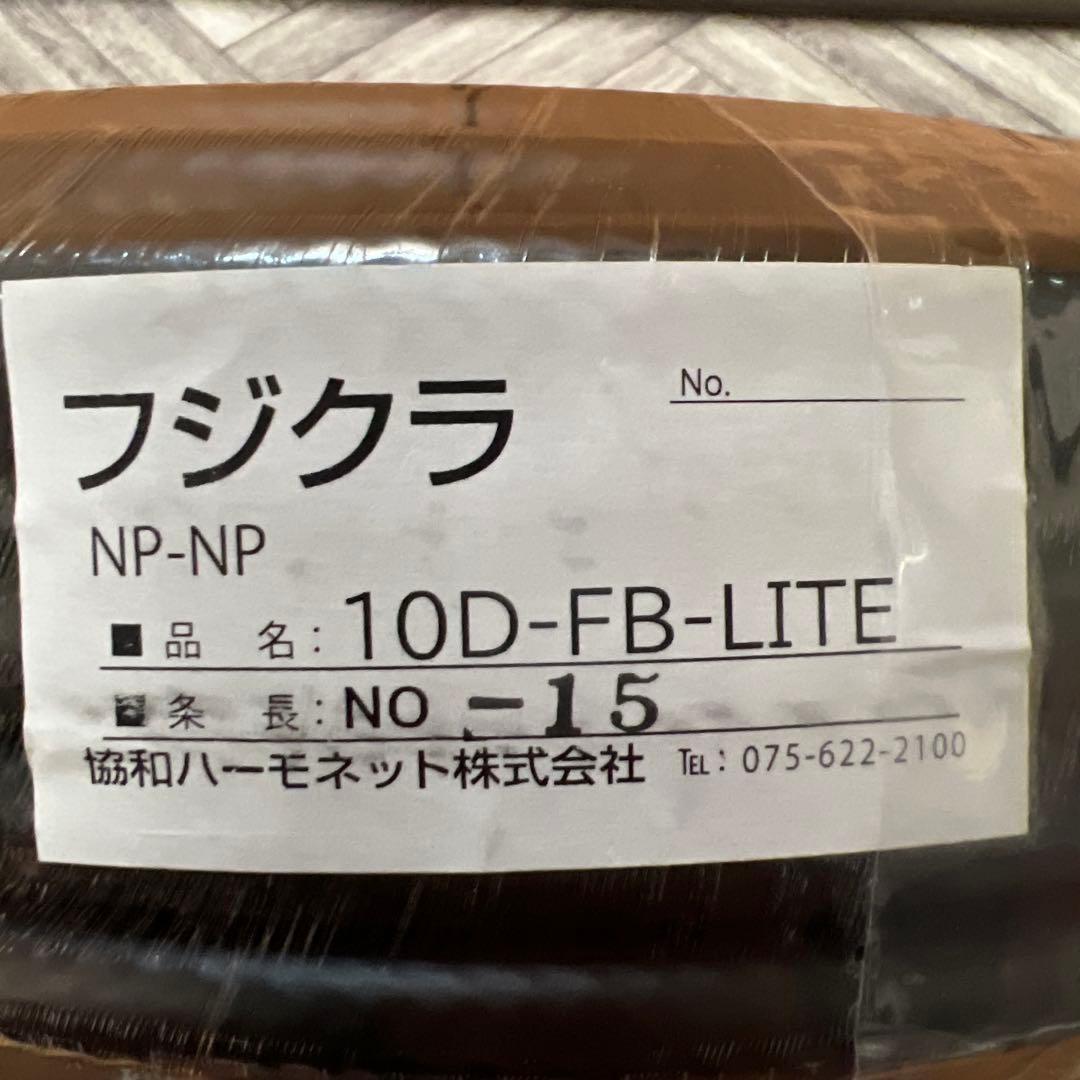 フジクラ
No.
NP-NP
■ 品 名: 10D-FB-LITE
■ 条 長: NO -15
協和ハーモネット株式会社 TEL: 075-622-2100